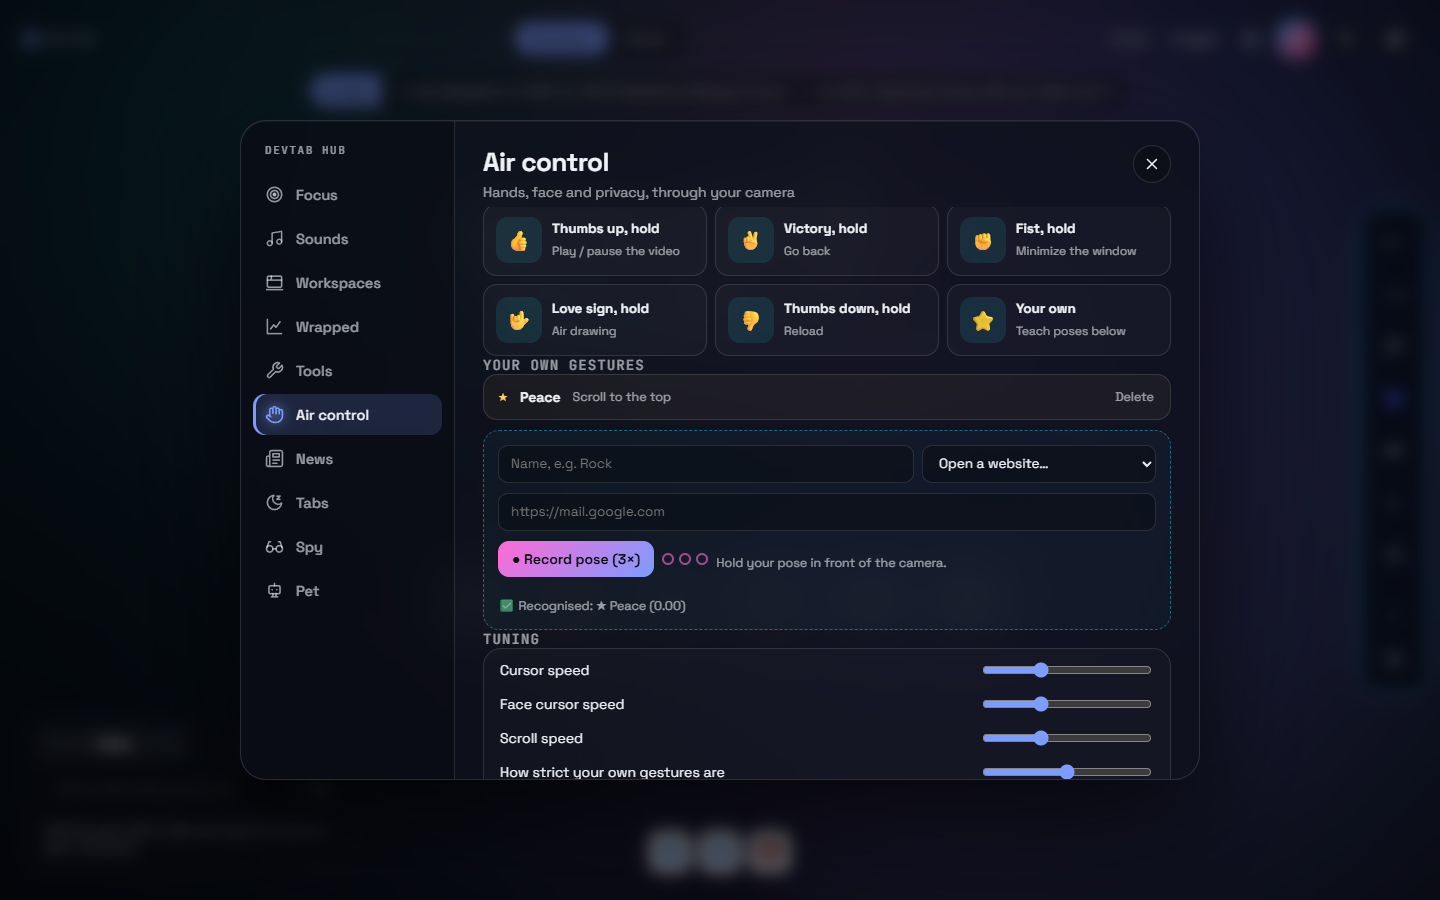 DEVTAB HUB
Focus
Sounds
Workspaces
Wrapped
Tools
Air control
News
Tabs
Spy
Pet
Air control
Hands, face and privacy, through your camera
Thumbs up, hold
Play / pause the video
Victory, hold
Go back
Fist, hold
Minimize the window
Love sign, hold
Air drawing
Thumbs down, hold
Reload
Your own
Teach poses below
YOUR OWN GESTURES
★ Peace Scroll to the top Delete
Name, e.g. Rock
Open a website...
https://mail.google.com
● Record pose (3×) Hold your pose in front of the camera.
✅ Recognised: ★ Peace (0.00)
TUNING
Cursor speed
Face cursor speed
Scroll speed
How strict your own gestures are